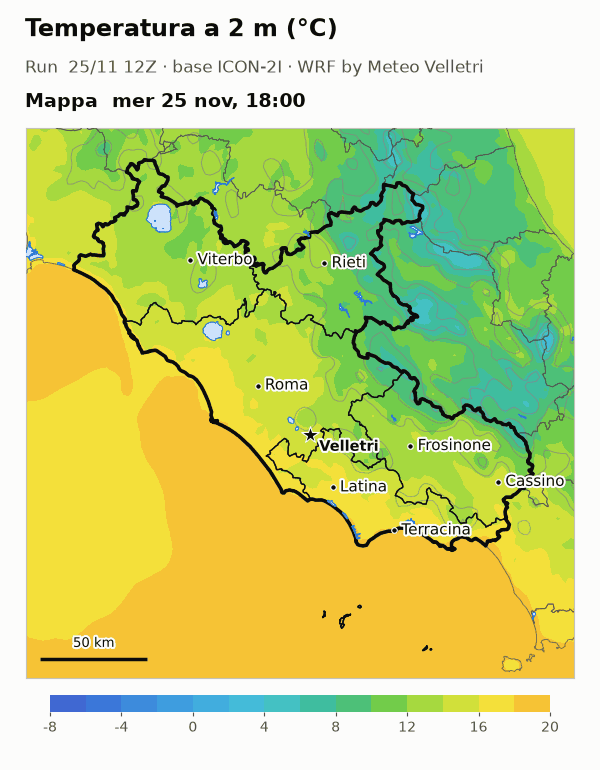 Temperatura a 2 m (°C)
Run  25/11 12Z · base ICON-2I · WRF by Meteo Velletri
Mappa  mer 25 nov, 18:00
Viterbo
Rieti
Roma
Velletri
Frosinone
Latina
Cassino
Terracina
50 km
-8 -4 0 4 8 12 16 20